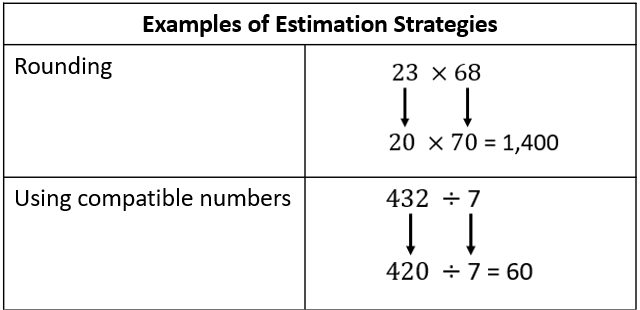 Examples of Estimation Strategies
Rounding
23 × 68
20 × 70 = 1,400
Using compatible numbers
432 ÷ 7
420 ÷ 7 = 60